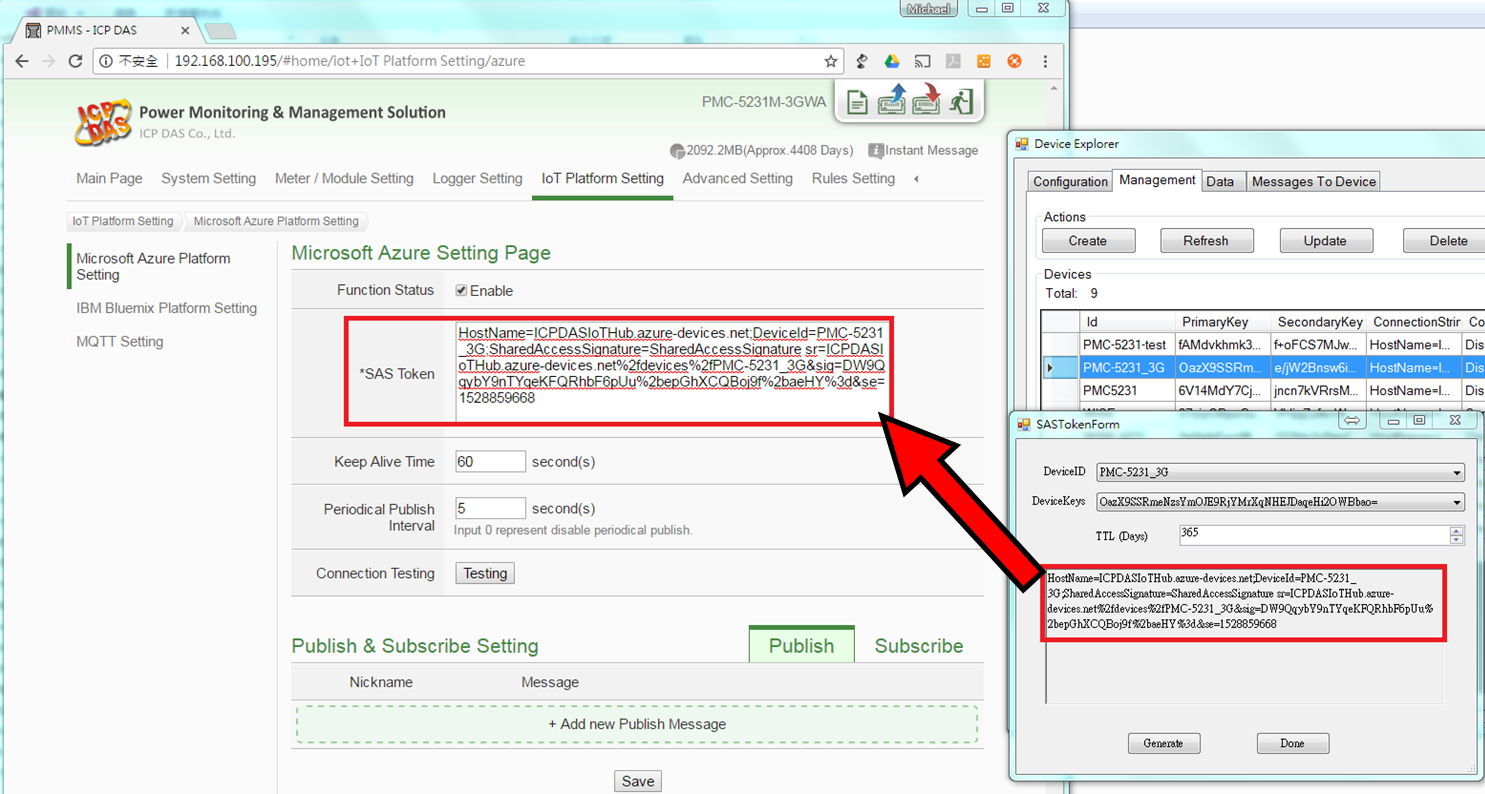 Michael
PMMS - ICP DAS
不安全 192.168.100.195/#home/iot+IoT Platform Setting/azure
ICP DAS
Power Monitoring & Management Solution
ICP DAS Co., Ltd.
PMC-5231M-3GWA
2092.2MB(Approx.4408 Days) Instant Message
Main Page System Setting Meter / Module Setting Logger Setting IoT Platform Setting Advanced Setting Rules Setting
IoT Platform Setting Microsoft Azure Platform Setting
Microsoft Azure Platform
Setting
IBM Bluemix Platform Setting
MQTT Setting
Microsoft Azure Setting Page
Function Status Enable
*SAS Token
HostName=ICPDASIoTHub.azure-devices.net;DeviceId=PMC-5231
_3G;SharedAccessSignature=SharedAccessSignature sr=ICPDASI
oTHub.azure-devices.net%2fdevices%2fPMC-5231_3G&sig=DW9Q
qybY9nTYqeKFQRhbF6pUu%2bepGhXCQBoj9f%2baeHY%3d&se=
1528859668
Keep Alive Time 60 second(s)
Periodical Publish
Interval
5 second(s)
Input 0 represent disable periodical publish.
Connection Testing Testing
Publish & Subscribe Setting Publish Subscribe
Nickname Message
+ Add new Publish Message
Save
Device Explorer
Configuration Management Data Messages To Device
Actions
Create Refresh Update Delete
Devices
Total: 9
Id PrimaryKey SecondaryKey ConnectionStrin Co
PMC-5231-test fAMdvkhmk3... f+oFCS7MJw... HostName=I... Dis
PMC-5231_3G OazX9SSRm... e/jW2Bnsw6i... HostName=I... Dis
PMC5231 6V14MdY7Cj... jncn7kVRrsM... HostName=I... Dis
SASTokenForm
DeviceID PMC-5231_3G
DeviceKeys OazX9SSRmeNzsYmOJE9RjYMrXqNHEJDaqeHi2OWBbao=
TTL (Days) 365
HostName=ICPDASIoTHub.azure-devices.net;DeviceId=PMC-5231_
3G;SharedAccessSignature=SharedAccessSignature sr=ICPDASIoTHub.azure-
devices.net%2fdevices%2fPMC-5231_3G&sig=DW9QqybY9nTYqeKFQRhbF6pUu%
2bepGhXCQBoj9f%2baeHY%3d&se=1528859668
Generate Done